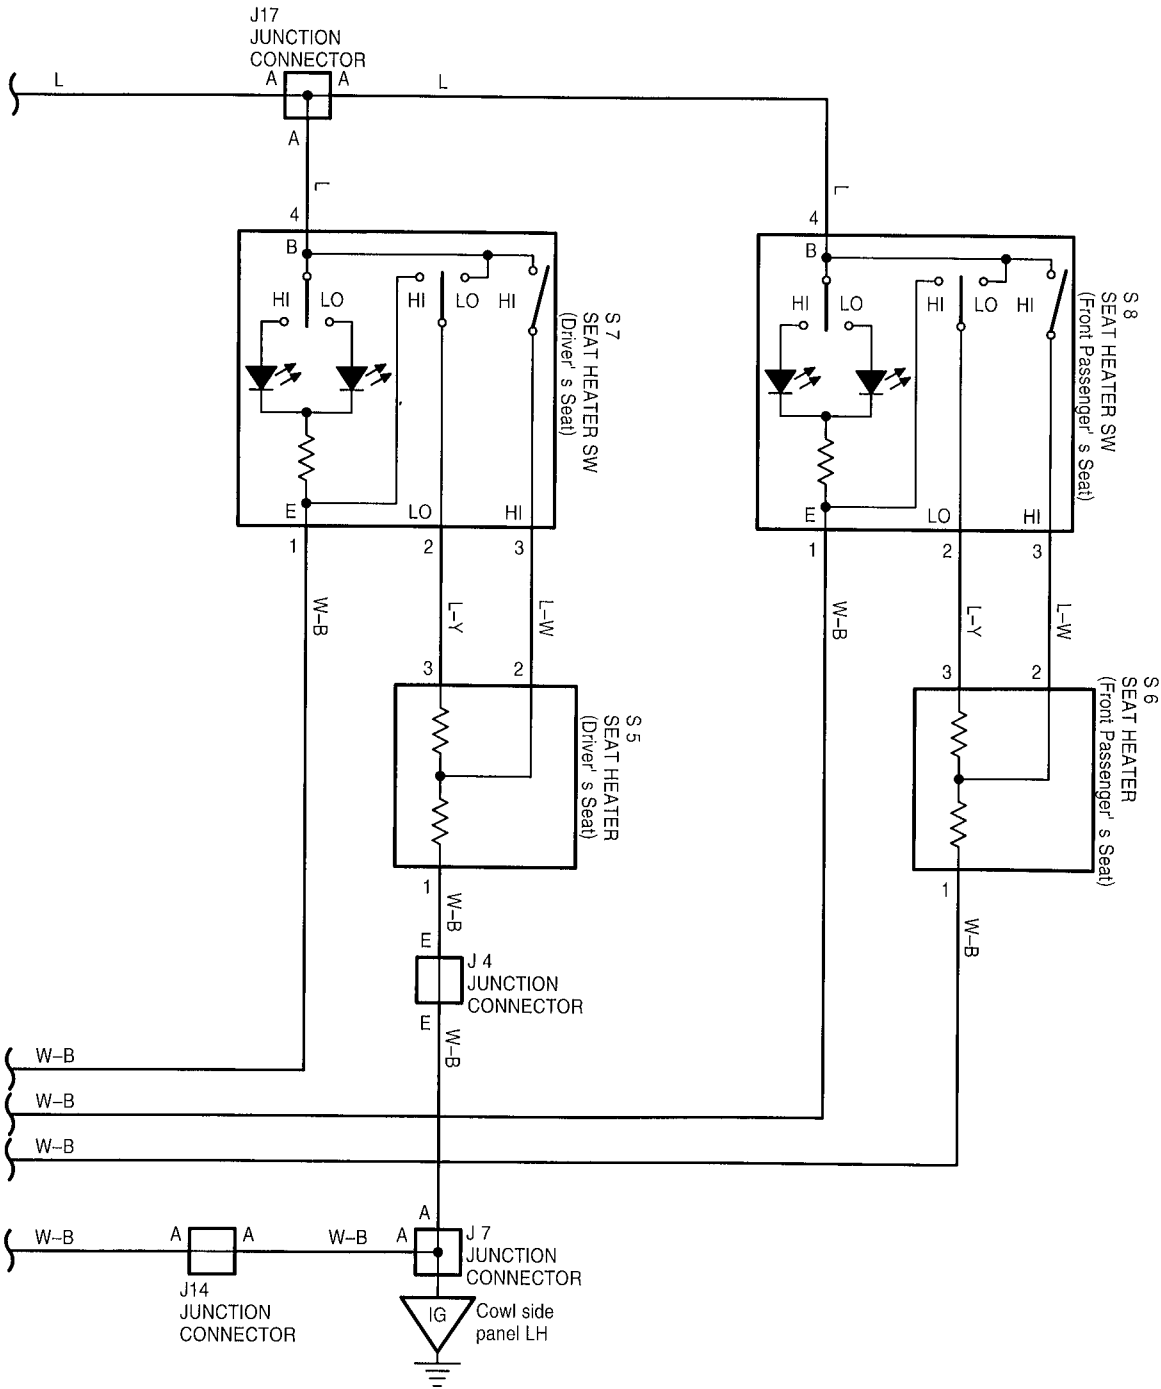 J17
JUNCTION
CONNECTOR
L
A
A
L
A
L
L
4
4
B
B
HI
LO
HI
LO
HI
HI
LO
HI
LO
HI
S 7
SEAT HEATER SW
(Driver' s Seat)
S 8
SEAT HEATER SW
(Front Passenger' s Seat)
E
LO
HI
E
LO
HI
1
2
3
1
2
3
W–B
L–Y
L–W
W–B
L–Y
L–W
3
2
3
2
S 5
SEAT HEATER
(Driver' s Seat)
S 6
SEAT HEATER
(Front Passenger' s Seat)
1
1
W–B
W–B
E
J 4
JUNCTION
CONNECTOR
E
W–B
W–B
W–B
W–B
A
W–B
A
A
W–B
A
J 7
JUNCTION
CONNECTOR
J14
JUNCTION
CONNECTOR
IG
Cowl side
panel LH